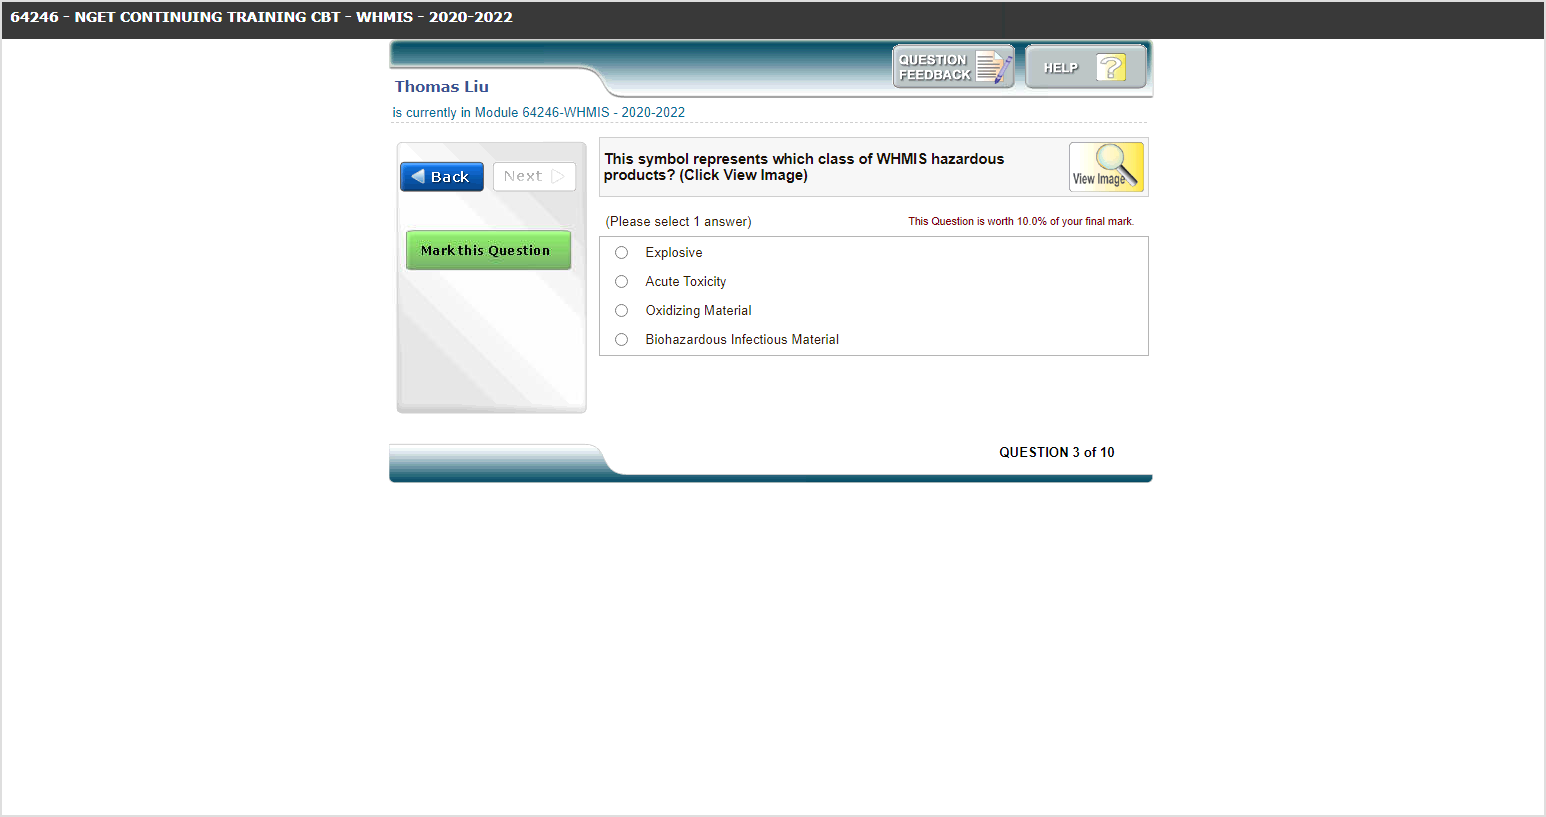 64246 - NGET CONTINUING TRAINING CBT - WHMIS - 2020-2022
QUESTION
FEEDBACK
HELP
Thomas Liu
is currently in Module 64246-WHMIS - 2020-2022
Back
Next
This symbol represents which class of WHMIS hazardous
products? (Click View Image)
View Image
Mark this Question
(Please select 1 answer)
This Question is worth 10.0% of your final mark.
Explosive
Acute Toxicity
Oxidizing Material
Biohazardous Infectious Material
QUESTION 3 of 10